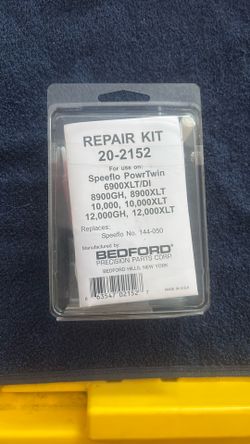 REPAIR KIT
20-2152
For use on:
Speeflo PowrTwin
6900XLT/DI
8900GH, 8900XLT
10,000, 10,000XLT
12,000GH, 12,000XLT
Replaces:
Speeflo No. 144-050
Manufactured by:
BEDFORD
PRECISION PARTS CORP.
BEDFORD HILLS, NEW YORK
63547 02152
MADE IN U.S.A.